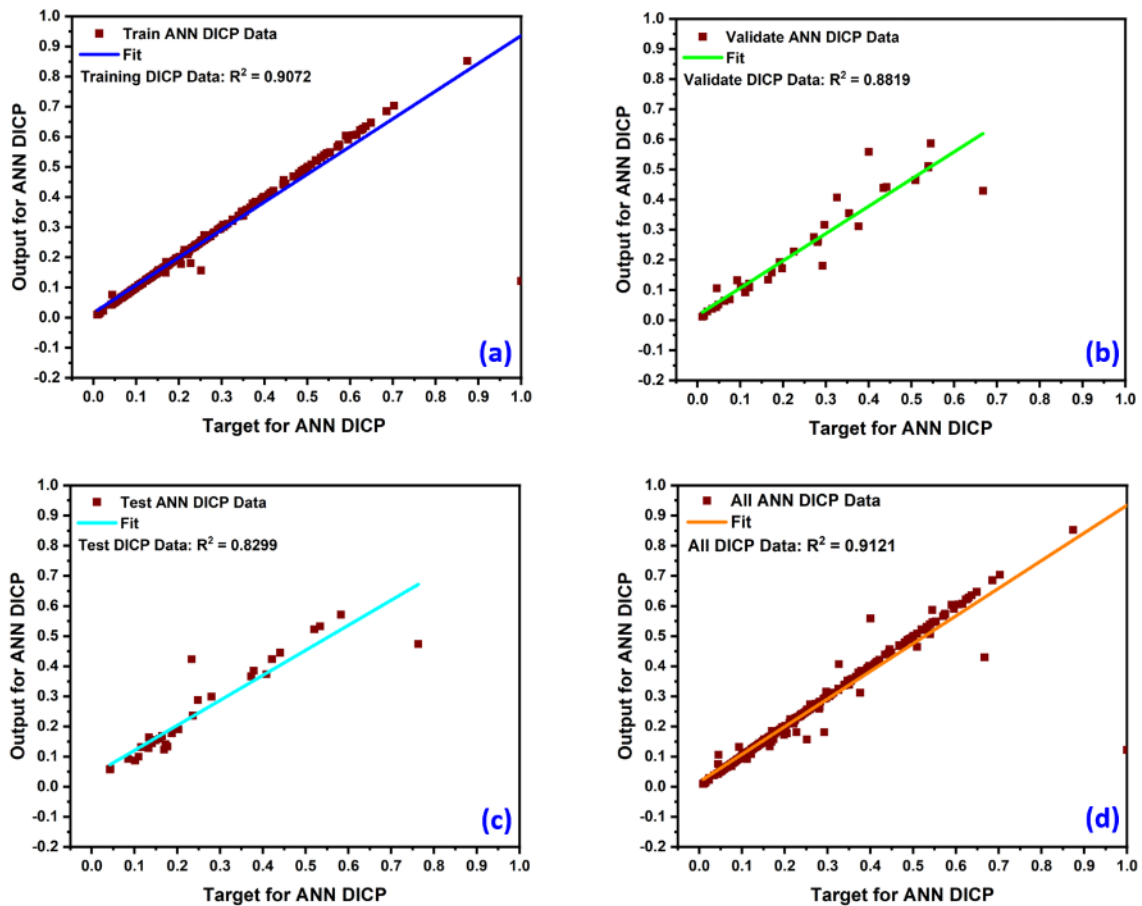 1.0
0.9
0.8
0.7
0.6
0.5
0.4
0.3
0.2
0.1
0.0
-0.1
-0.2
Output for ANN DICP
Train ANN DICP Data
Fit
Training DICP Data: R² = 0.9072
(a)
0.0 0.1 0.2 0.3 0.4 0.5 0.6 0.7 0.8 0.9 1.0
Target for ANN DICP
1.0
0.9
0.8
0.7
0.6
0.5
0.4
0.3
0.2
0.1
0.0
-0.1
-0.2
Output for ANN DICP
Validate ANN DICP Data
Fit
Validate DICP Data: R² = 0.8819
(b)
0.0 0.1 0.2 0.3 0.4 0.5 0.6 0.7 0.8 0.9 1.0
Target for ANN DICP
1.0
0.9
0.8
0.7
0.6
0.5
0.4
0.3
0.2
0.1
0.0
-0.1
-0.2
Output for ANN DICP
Test ANN DICP Data
Fit
Test DICP Data: R² = 0.8299
(c)
0.0 0.1 0.2 0.3 0.4 0.5 0.6 0.7 0.8 0.9 1.0
Target for ANN DICP
1.0
0.9
0.8
0.7
0.6
0.5
0.4
0.3
0.2
0.1
0.0
-0.1
-0.2
Output for ANN DICP
All ANN DICP Data
Fit
All DICP Data: R² = 0.9121
(d)
0.0 0.1 0.2 0.3 0.4 0.5 0.6 0.7 0.8 0.9 1.0
Target for ANN DICP